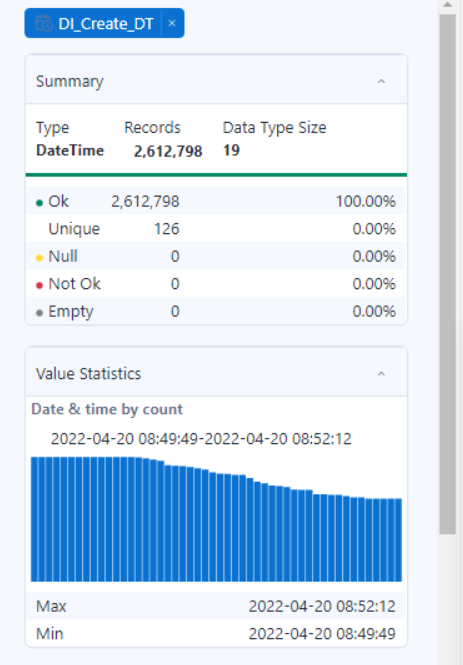 DI_Create_DT ×
Summary
Type Records Data Type Size
DateTime 2,612,798 19
Ok 2,612,798 100.00%
Unique 126 0.00%
Null 0 0.00%
Not Ok 0 0.00%
Empty 0 0.00%
Value Statistics
Date & time by count
2022-04-20 08:49:49-2022-04-20 08:52:12
Max 2022-04-20 08:52:12
Min 2022-04-20 08:49:49